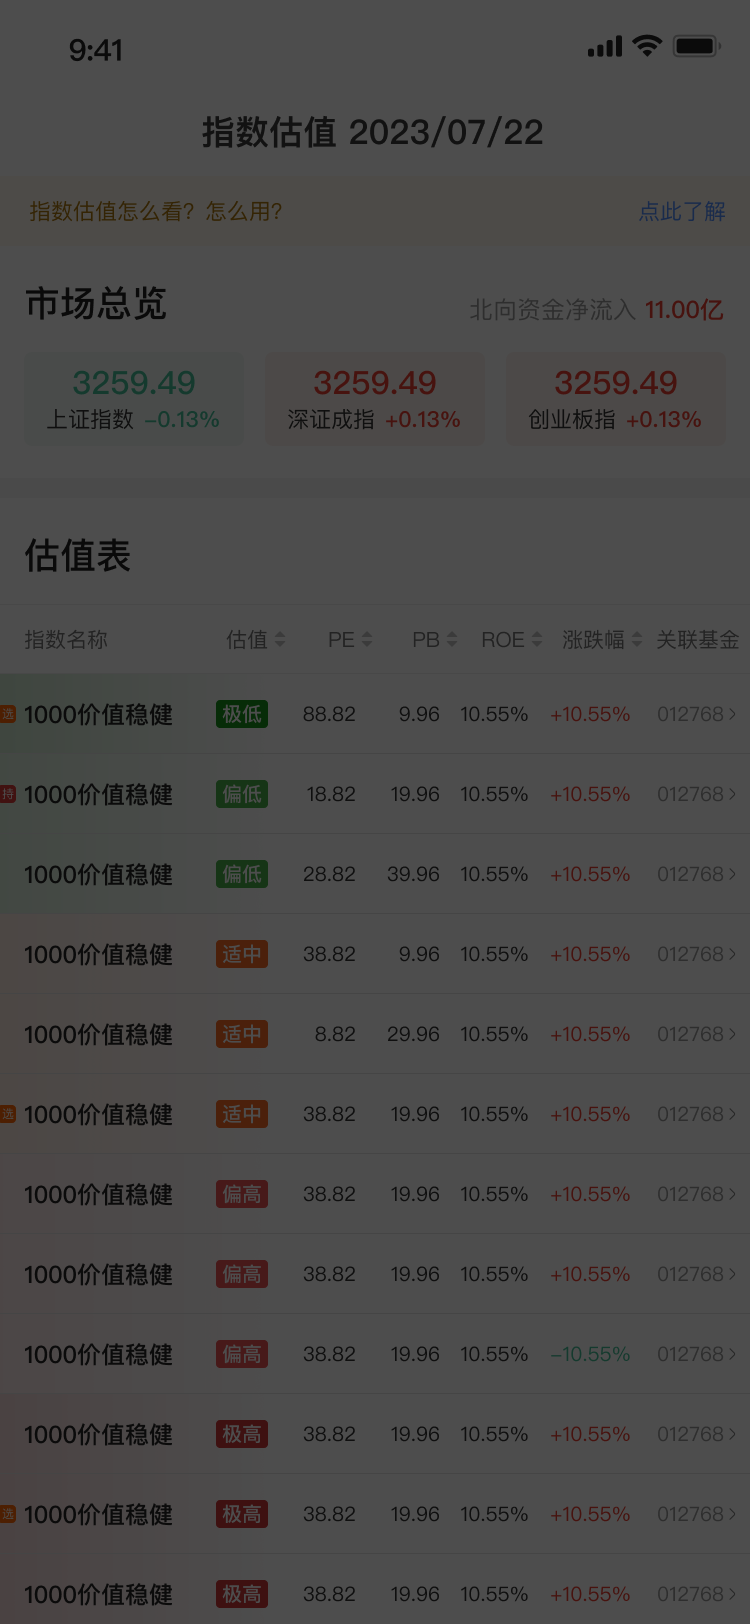 9:41
指数估值 2023/07/22
指数估值怎么看？怎么用？ 点此了解
市场总览 北向资金净流入 11.00亿
3259.49 3259.49 3259.49
上证指数 -0.13% 深证成指 +0.13% 创业板指 +0.13%
估值表
指数名称 估值 PE PB ROE 涨跌幅 关联基金
选 1000价值稳健 极低 88.82 9.96 10.55% +10.55% 012768
持 1000价值稳健 偏低 18.82 19.96 10.55% +10.55% 012768
1000价值稳健 偏低 28.82 39.96 10.55% +10.55% 012768
1000价值稳健 适中 38.82 9.96 10.55% +10.55% 012768
1000价值稳健 适中 8.82 29.96 10.55% +10.55% 012768
选 1000价值稳健 适中 38.82 19.96 10.55% +10.55% 012768
1000价值稳健 偏高 38.82 19.96 10.55% +10.55% 012768
1000价值稳健 偏高 38.82 19.96 10.55% +10.55% 012768
1000价值稳健 偏高 38.82 19.96 10.55% -10.55% 012768
1000价值稳健 极高 38.82 19.96 10.55% +10.55% 012768
选 1000价值稳健 极高 38.82 19.96 10.55% +10.55% 012768
1000价值稳健 极高 38.82 19.96 10.55% +10.55% 012768